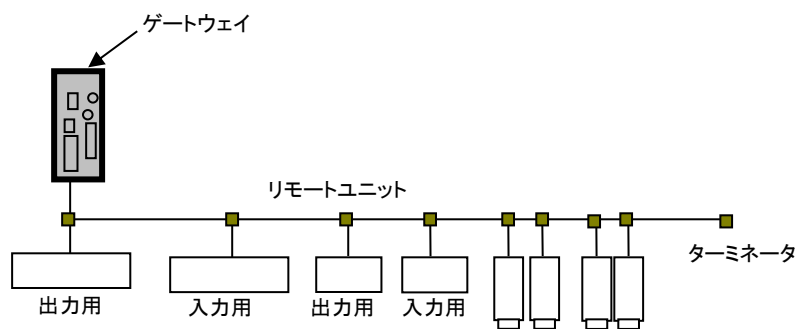 ゲートウェイ
リモートユニット
ターミネータ
出力用
入力用
出力用
入力用